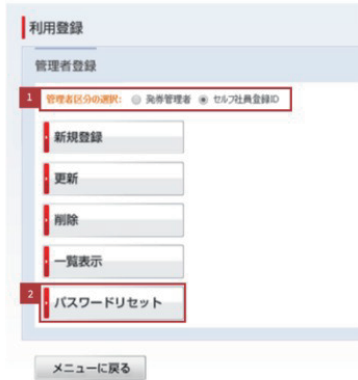 利用登録
管理者登録
1 管理者区分の選択: 発券管理者 セルフ社員登録ID
新規登録
更新
削除
一覧表示
2 パスワードリセット
メニューに戻る